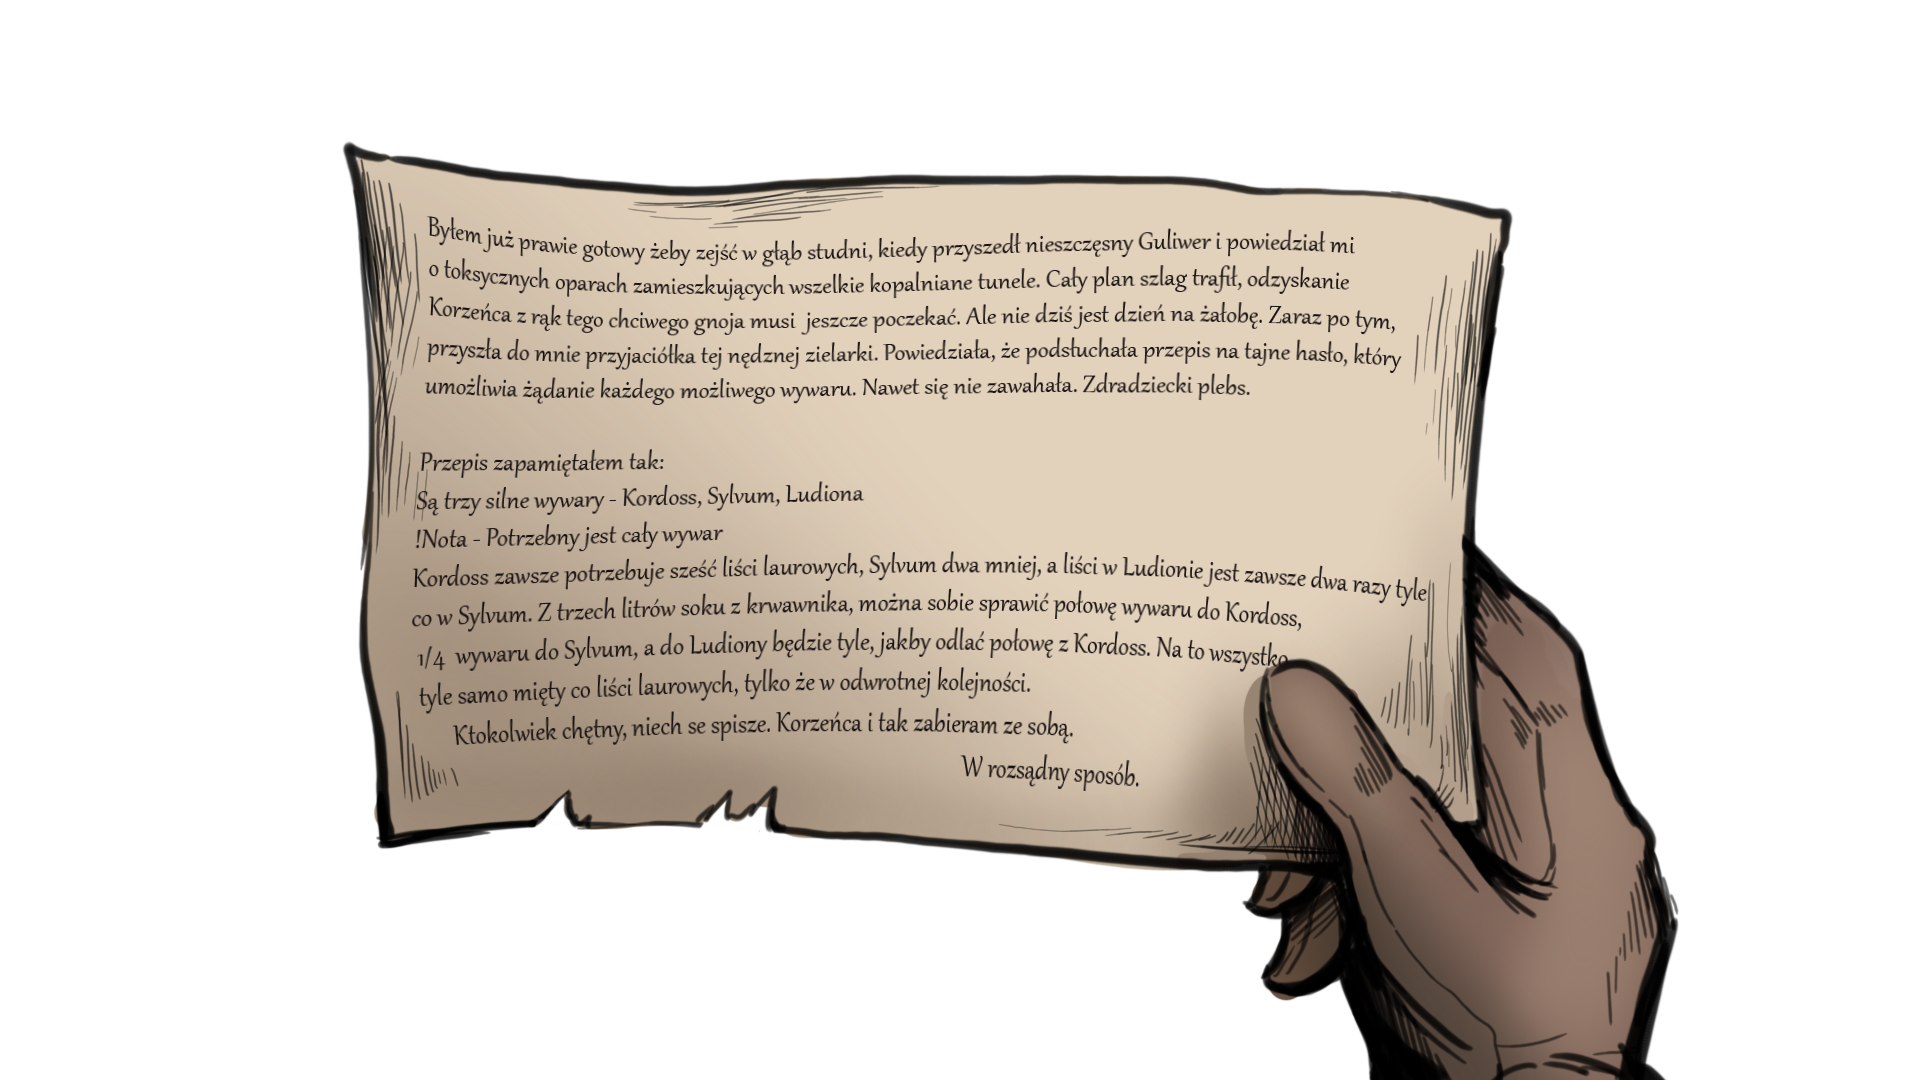 Byłem już prawie gotowy żeby zejść w głąb studni, kiedy przyszedł nieszczęsny Guliwer i powiedział mi
o toksycznych oparach zamieszkujących wszelkie kopalniane tunele. Cały plan szlag trafił, odzyskanie
Korzeńca z rąk tego chciwego gnoja musi jeszcze poczekać. Ale nie dziś jest dzień na żałobę. Zaraz po tym,
przyszła do mnie przyjaciółka tej nędznej zielarki. Powiedziała, że podsłuchała przepis na tajne hasło, który
umożliwia żądanie każdego możliwego wywaru. Nawet się nie zawahała. Zdradziecki plebs.
Przepis zapamiętałem tak:
Są trzy silne wywary - Kordoss, Sylvum, Ludiona
!Nota - Potrzebny jest cały wywar
Kordoss zawsze potrzebuje sześć liści laurowych, Sylvum dwa mniej, a liści w Ludionie jest zawsze dwa razy tyle
co w Sylvum. Z trzech litrów soku z krwawnika, można sobie sprawić połowę wywaru do Kordoss,
1/4 wywaru do Sylvum, a do Ludiony będzie tyle, jakby odlać połowę z Kordoss. Na to wszystko
tyle samo mięty co liści laurowych, tylko że w odwrotnej kolejności.
Ktokolwiek chętny, niech se spisze. Korzeńca i tak zabieram ze sobą.
W rozsądny sposób.